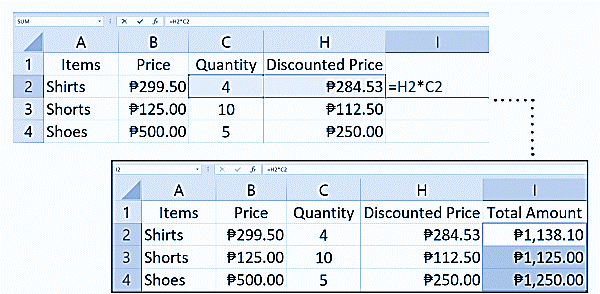 SUM =H2*C2
A B C H I
1 Items Price Quantity Discounted Price
2 Shirts ₱299.50 4 ₱284.53 =H2*C2
3 Shorts ₱125.00 10 ₱112.50
4 Shoes ₱500.00 5 ₱250.00
I2 =H2*C2
A B C H I
1 Items Price Quantity Discounted Price Total Amount
2 Shirts ₱299.50 4 ₱284.53 ₱1,138.10
3 Shorts ₱125.00 10 ₱112.50 ₱1,125.00
4 Shoes ₱500.00 5 ₱250.00 ₱1,250.00